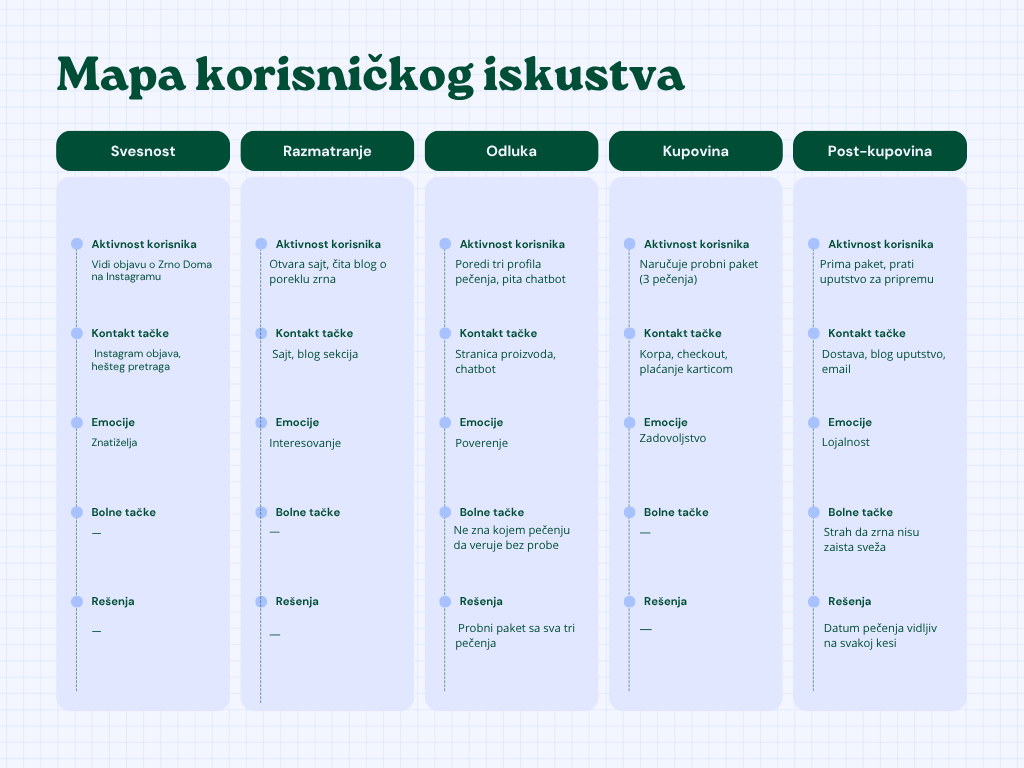 Mapa korisničkog iskustva
Svesnost
Aktivnost korisnika
Vidi objavu o Zrno Doma
na Instagramu
Kontakt tačke
Instagram objava,
hešteg pretraga
Emocije
Znatiželja
Bolne tačke
—
Rešenja
—
Razmatranje
Aktivnost korisnika
Otvara sajt, čita blog o
poreklu zrna
Kontakt tačke
Sajt, blog sekcija
Emocije
Interesovanje
Bolne tačke
—
Rešenja
—
Odluka
Aktivnost korisnika
Poredi tri profila
pečenja, pita chatbot
Kontakt tačke
Stranica proizvoda,
chatbot
Emocije
Poverenje
Bolne tačke
Ne zna kojem pečenju
da veruje bez probe
Rešenja
Probni paket sa sva tri
pečenja
Kupovina
Aktivnost korisnika
Naručuje probni paket
(3 pečenja)
Kontakt tačke
Korpa, checkout,
plaćanje karticom
Emocije
Zadovoljstvo
Bolne tačke
—
Rešenja
—
Post-kupovina
Aktivnost korisnika
Prima paket, prati
uputstvo za pripremu
Kontakt tačke
Dostava, blog uputstvo,
email
Emocije
Lojalnost
Bolne tačke
Strah da zrna nisu
zaista sveža
Rešenja
Datum pečenja vidljiv
na svakoj kesi